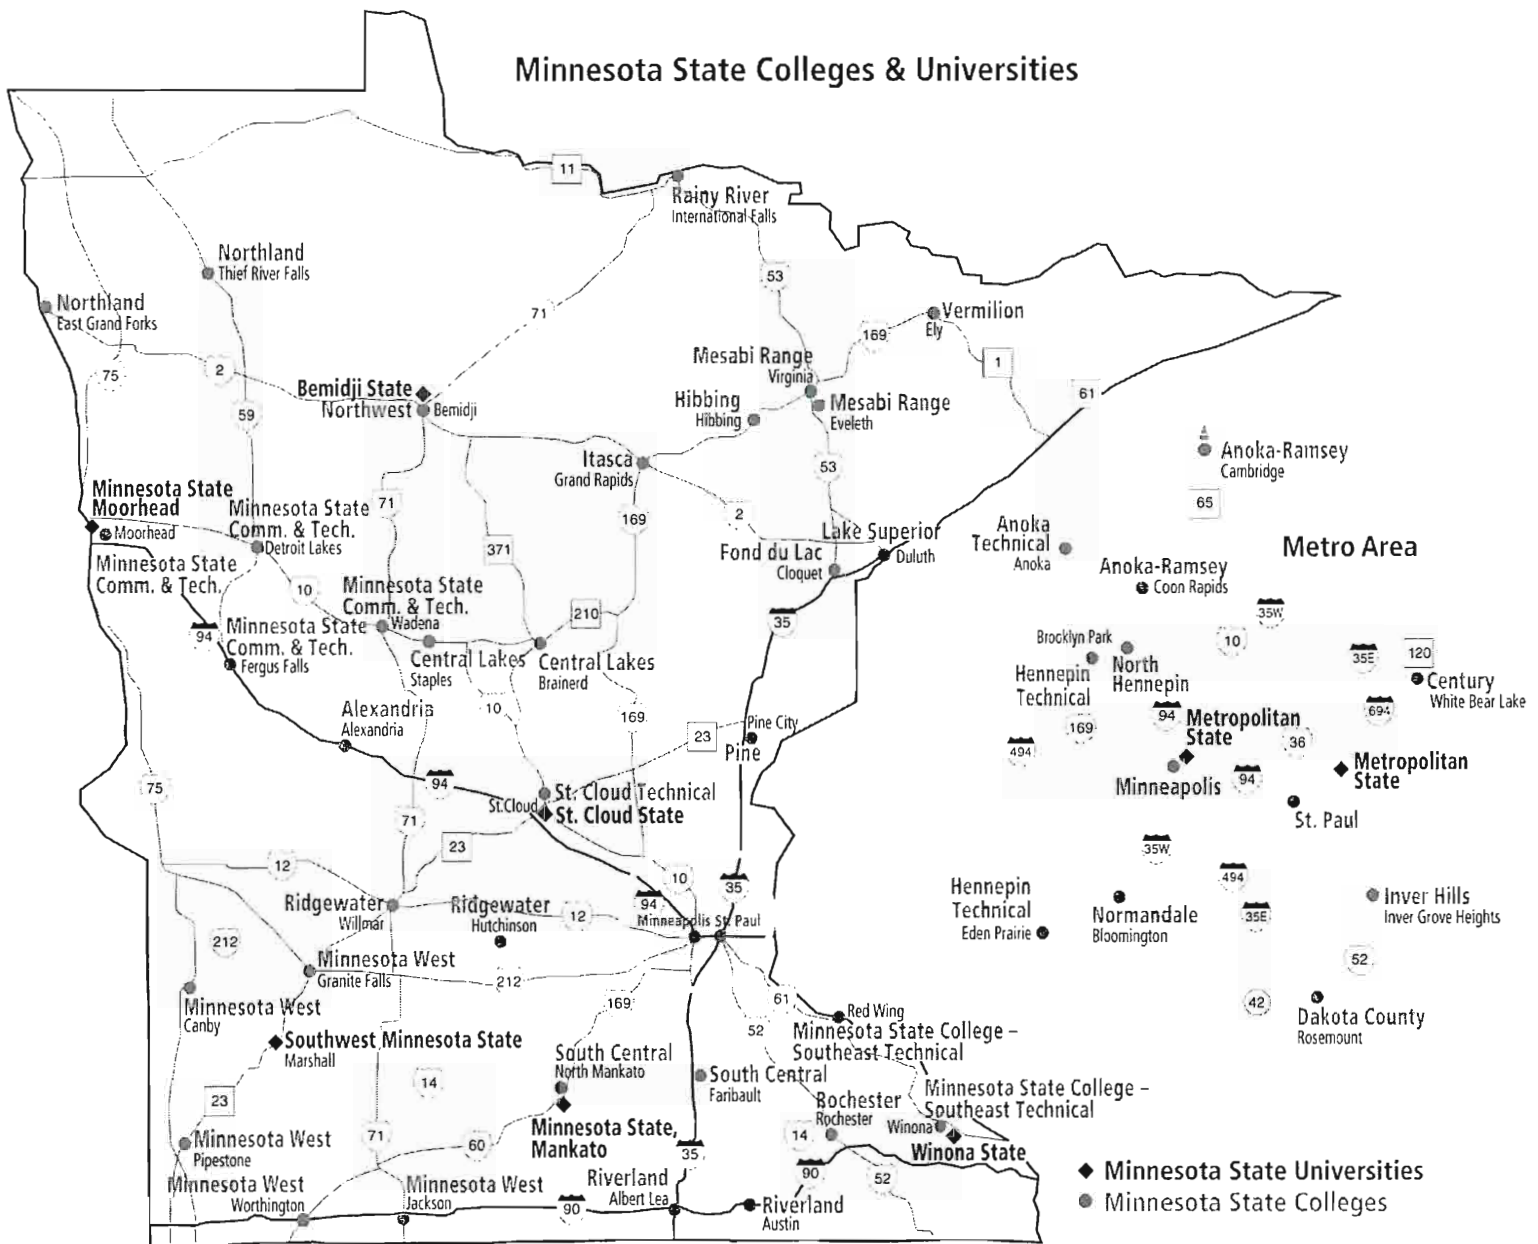 Minnesota State Colleges & Universities
11
Rainy River
International Falls
Northland
Thief River Falls
53
Northland
East Grand Forks
71
Vermilion
Ely
169
1
Mesabi Range
Virginia
75
2
61
Bemidji State
Northwest
Bemidji
Hibbing
Hibbing
Mesabi Range
Eveleth
59
Itasca
Grand Rapids
53
Anoka-Ramsey
Cambridge
65
Minnesota State
Moorhead
Moorhead
Minnesota State
Comm. & Tech.
Detroit Lakes
71
169
2
371
Lake Superior
Duluth
Fond du Lac
Cloquet
Anoka
Technical
Anoka
Metro Area
Minnesota State
Comm. & Tech.
Anoka-Ramsey
Coon Rapids
10
Minnesota State
Comm. & Tech.
Wadena
210
35
35W
94
Minnesota State
Comm. & Tech.
Fergus Falls
Central Lakes
Staples
Central Lakes
Brainerd
Brooklyn Park
Hennepin
Technical
North
Hennepin
10
35E
120
Century
White Bear Lake
Alexandria
Alexandria
10
169
23
Pine City
Pine
494
169
94
Metropolitan
State
694
36
Minneapolis
94
Metropolitan
State
75
94
St. Cloud
St. Cloud Technical
St. Cloud State
St. Paul
71
23
12
10
35
35W
494
Ridgewater
Willmar
Ridgewater
Hutchinson
12
94
Minneapolis St. Paul
Hennepin
Technical
Eden Prairie
Normandale
Bloomington
35E
Inver Hills
Inver Grove Heights
212
Minnesota West
Granite Falls
212
52
Minnesota West
Canby
169
61
52
Red Wing
42
Dakota County
Rosemount
Southwest Minnesota State
Marshall
Minnesota State College –
Southeast Technical
14
South Central
North Mankato
South Central
Faribault
23
Minnesota State,
Mankato
Rochester
Rochester
Minnesota State College –
Southeast Technical
Winona
Winona State
Minnesota West
Pipestone
71
60
35
14
90
52
Minnesota West
Worthington
Minnesota West
Jackson
90
Riverland
Albert Lea
Riverland
Austin
Minnesota State Universities
Minnesota State Colleges